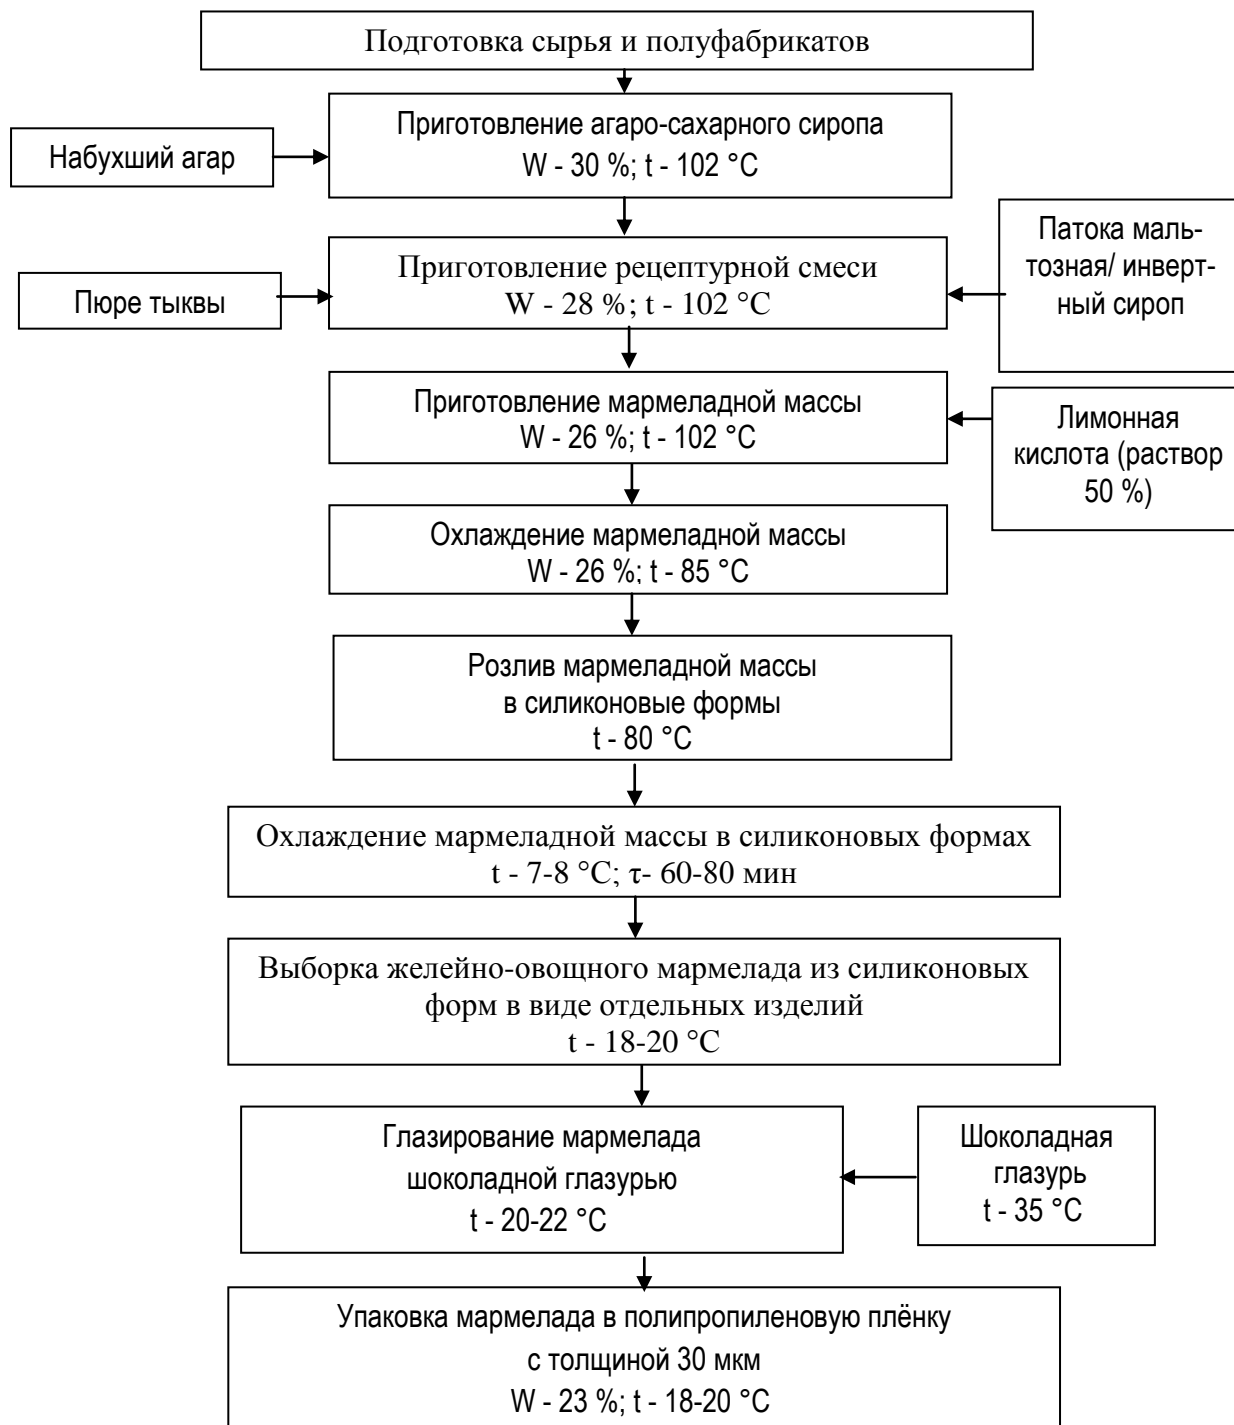 Подготовка сырья и полуфабрикатов
Приготовление агаро-сахарного сиропа
W - 30 %; t - 102 °C
Набухший агар
Приготовление рецептурной смеси
W - 28 %; t - 102 °C
Пюре тыквы
Патока маль-
тозная/ инверт-
ный сироп
Приготовление мармеладной массы
W - 26 %; t - 102 °C
Лимонная
кислота (раствор
50 %)
Охлаждение мармеладной массы
W - 26 %; t - 85 °C
Розлив мармеладной массы
в силиконовые формы
t - 80 °C
Охлаждение мармеладной массы в силиконовых формах
t - 7-8 °C; τ- 60-80 мин
Выборка желейно-овощного мармелада из силиконовых
форм в виде отдельных изделий
t - 18-20 °C
Глазирование мармелада
шоколадной глазурью
t - 20-22 °C
Шоколадная
глазурь
t - 35 °C
Упаковка мармелада в полипропиленовую плёнку
с толщиной 30 мкм
W - 23 %; t - 18-20 °C